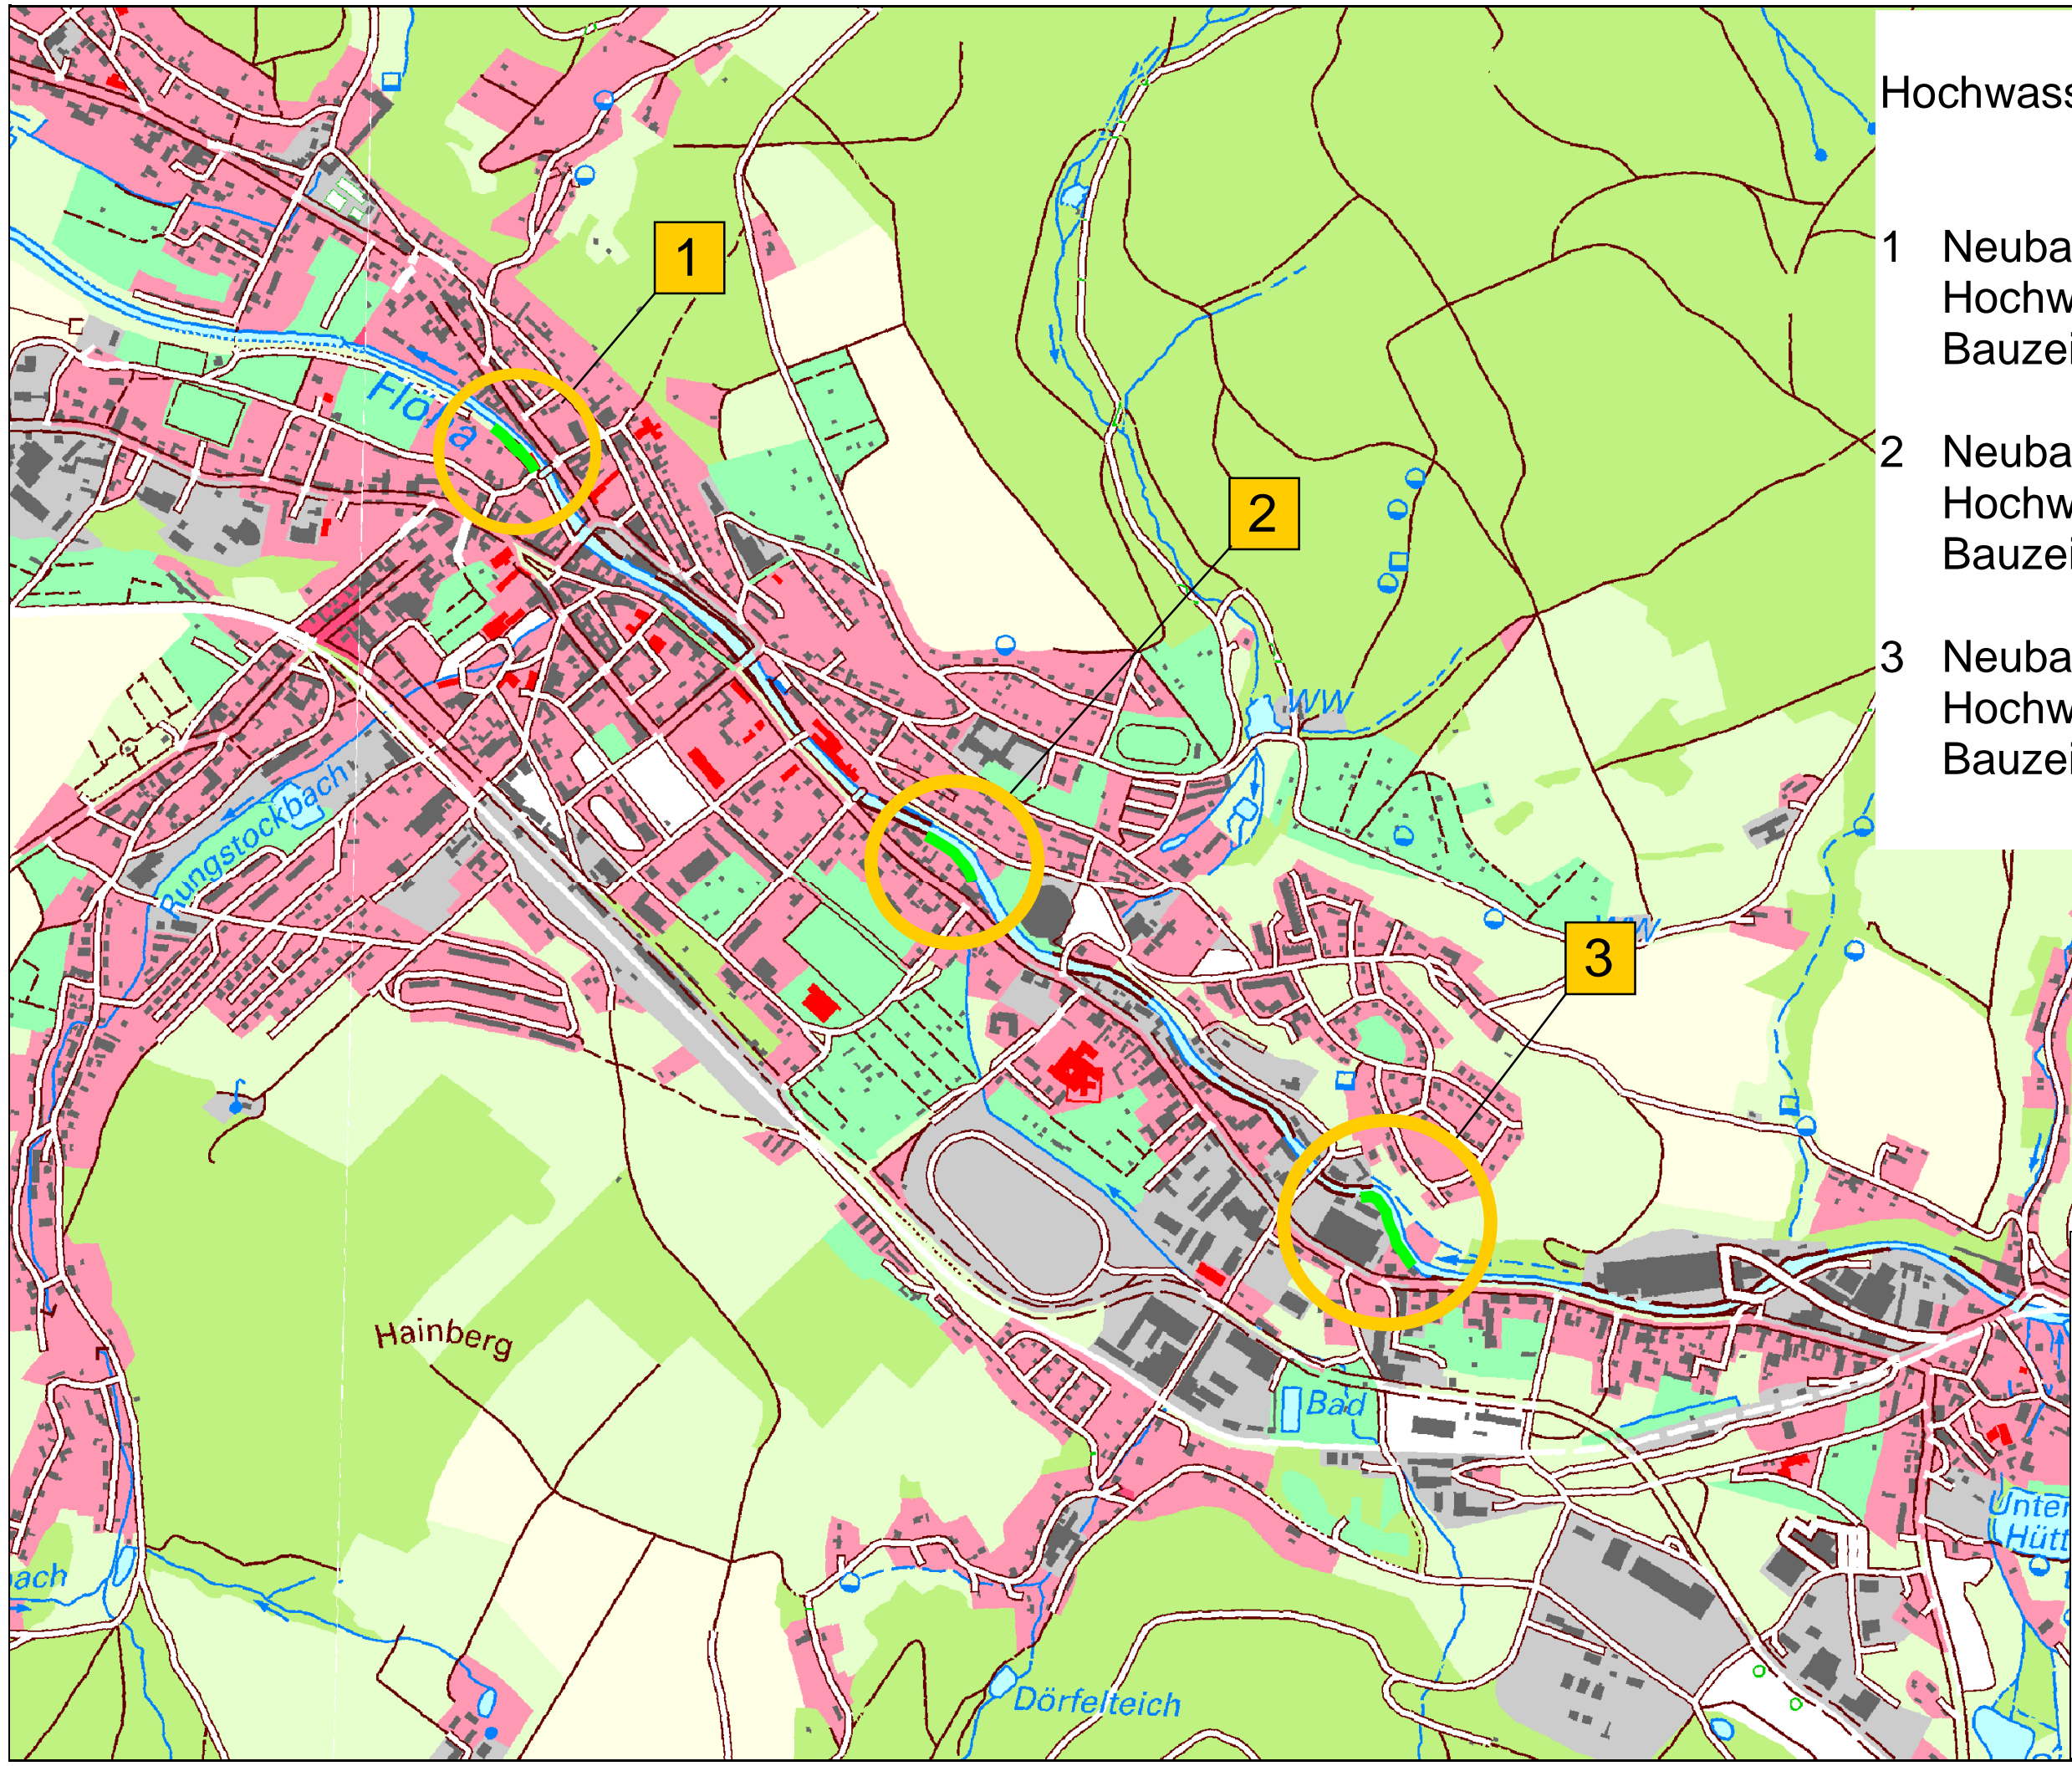 Hochwass
1 Neuba
Hochw
Bauzei
2 Neuba
Hochw
Bauzei
3 Neuba
Hochw
Bauzei
1
Flöha
2
WW
Rungstockbach
WW
3
Hainberg
Bad
Unter
Hütt
ach
Dörfelteich